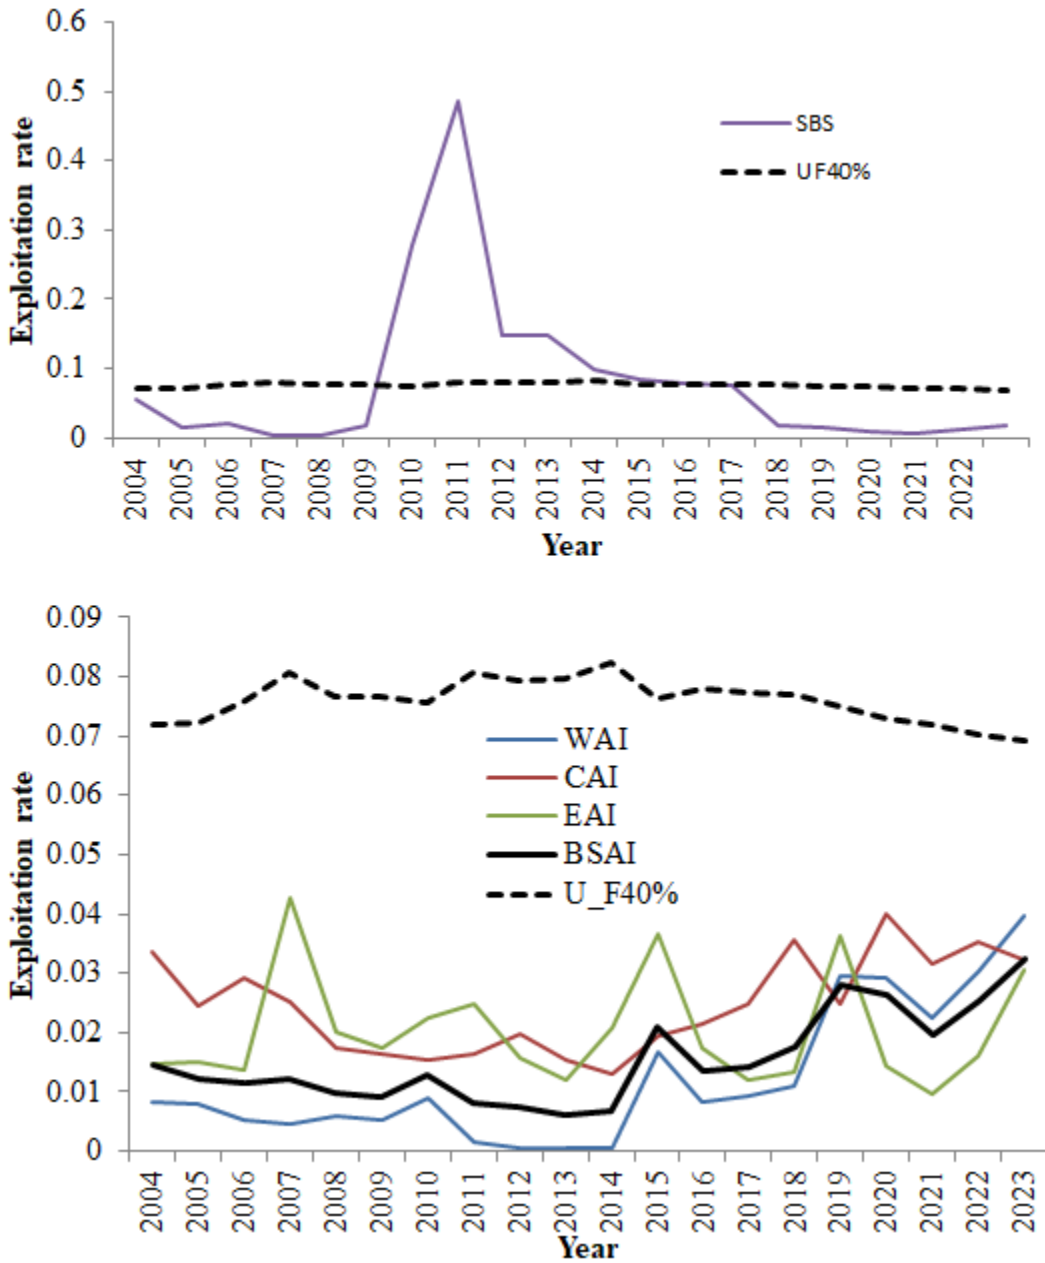 0.6
0.5
0.4
0.3
0.2
0.1
0
Exploitation rate
SBS
UF40%
2004 2005 2006 2007 2008 2009 2010 2011 2012 2013 2014 2015 2016 2017 2018 2019 2020 2021 2022
Year
0.09
0.08
0.07
0.06
0.05
0.04
0.03
0.02
0.01
0
Exploitation rate
WAI
CAI
EAI
BSAI
U_F40%
2004 2005 2006 2007 2008 2009 2010 2011 2012 2013 2014 2015 2016 2017 2018 2019 2020 2021 2022 2023
Year